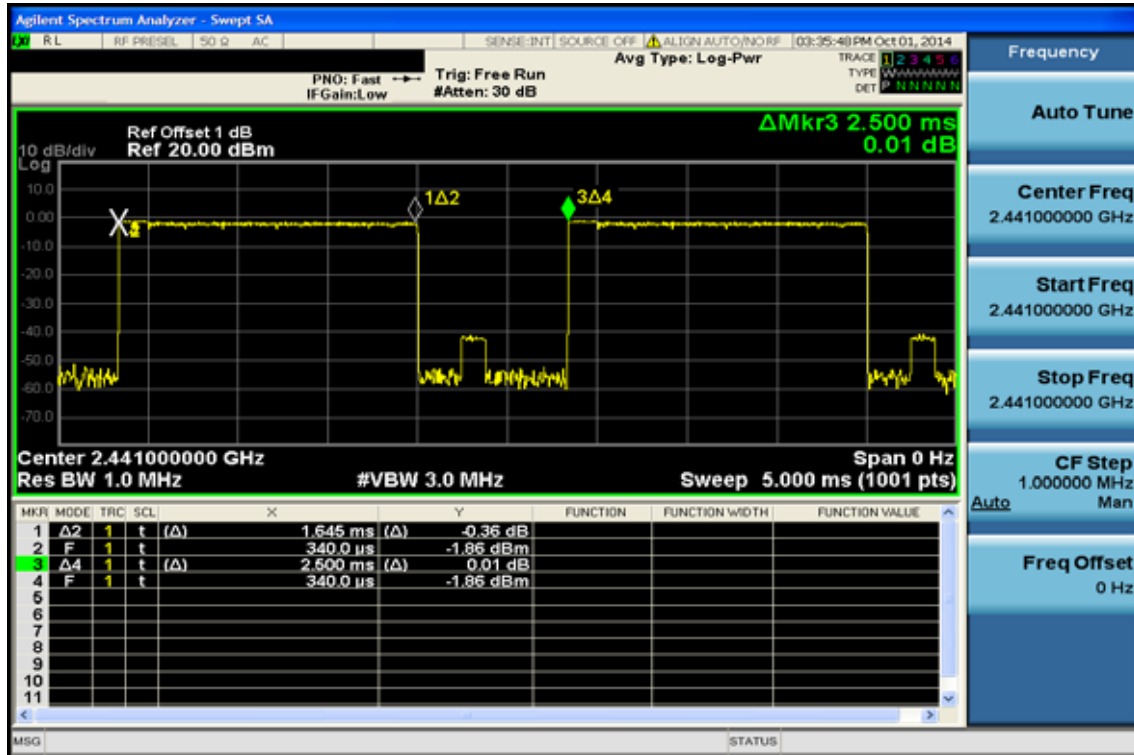 Agilent Spectrum Analyzer - Swept SA
RL RF PRESEL 50 Ω AC SENSE:INT SOURCE OFF ALIGN AUTO/NO RF 03:35:48 PM Oct 01, 2014
Frequency
Avg Type: Log-Pwr
TRACE 1 2 3 4 5 6
PNO: Fast Trig: Free Run
TYPE
IFGain:Low #Atten: 30 dB
DET P N N N N N
Auto Tune
ΔMkr3 2.500 ms
0.01 dB
Ref Offset 1 dB
10 dB/div Ref 20.00 dBm
Log
10.0
0.00
-10.0
-20.0
-30.0
-40.0
-50.0
-60.0
-70.0
1Δ2
3Δ4
Center Freq
2.441000000 GHz
Start Freq
2.441000000 GHz
Stop Freq
2.441000000 GHz
Center 2.441000000 GHz Span 0 Hz
Res BW 1.0 MHz #VBW 3.0 MHz Sweep 5.000 ms (1001 pts)
CF Step
1.000000 MHz
Auto Man
Freq Offset
0 Hz
MKR MODE TRC SCL X Y FUNCTION FUNCTION WIDTH FUNCTION VALUE
1 Δ2 1 t (Δ) 1.645 ms (Δ) -0.36 dB
2 F 1 t 340.0 µs -1.86 dBm
3 Δ4 1 t (Δ) 2.500 ms (Δ) 0.01 dB
4 F 1 t 340.0 µs -1.86 dBm
5
6
7
8
9
10
11
MSG STATUS